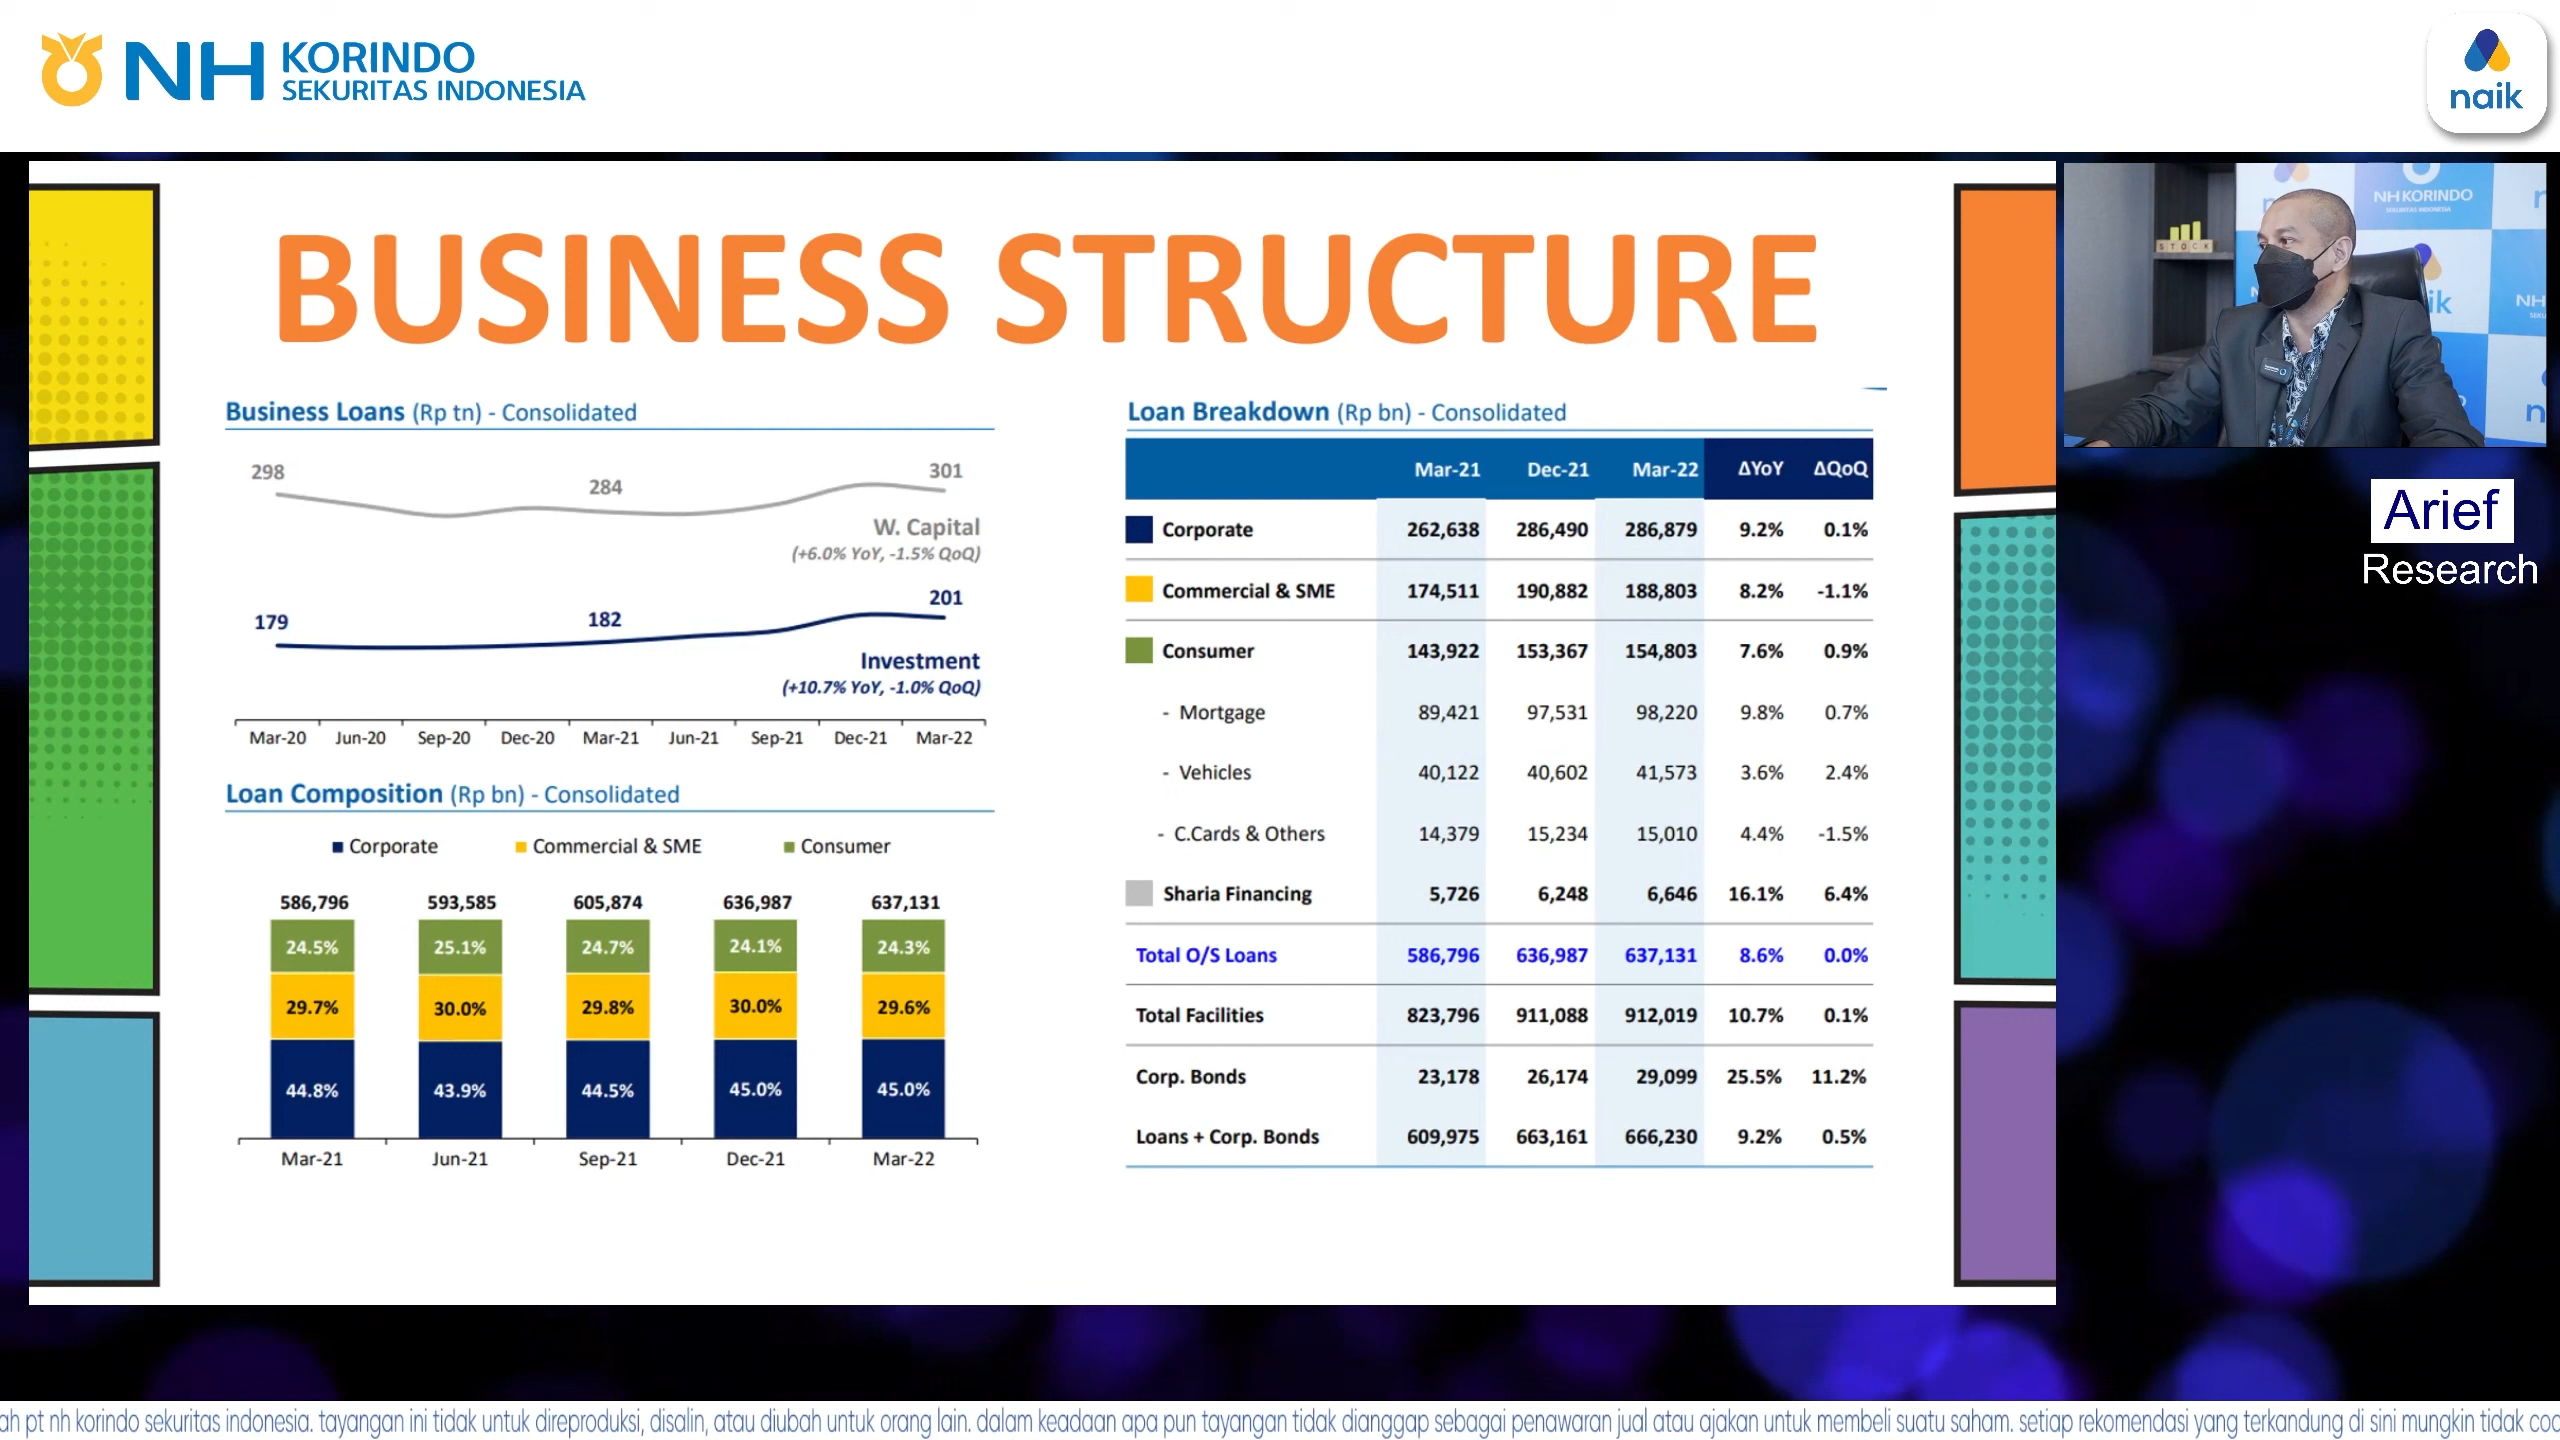 NH KORINDO
SEKURITAS INDONESIA
naik
BUSINESS STRUCTURE
Business Loans (Rp tn) - Consolidated
298
284
301
W. Capital
(+6.0% YoY, -1.5% QoQ)
179
182
201
Investment
(+10.7% YoY, -1.0% QoQ)
Mar-20 Jun-20 Sep-20 Dec-20 Mar-21 Jun-21 Sep-21 Dec-21 Mar-22
Loan Composition (Rp bn) - Consolidated
Corporate Commercial & SME Consumer
586,796 593,585 605,874 636,987 637,131
24.5% 25.1% 24.7% 24.1% 24.3%
29.7% 30.0% 29.8% 30.0% 29.6%
44.8% 43.9% 44.5% 45.0% 45.0%
Mar-21 Jun-21 Sep-21 Dec-21 Mar-22
Loan Breakdown (Rp bn) - Consolidated
Mar-21 Dec-21 Mar-22 ΔYoY ΔQoQ
Corporate 262,638 286,490 286,879 9.2% 0.1%
Commercial & SME 174,511 190,882 188,803 8.2% -1.1%
Consumer 143,922 153,367 154,803 7.6% 0.9%
- Mortgage 89,421 97,531 98,220 9.8% 0.7%
- Vehicles 40,122 40,602 41,573 3.6% 2.4%
- C.Cards & Others 14,379 15,234 15,010 4.4% -1.5%
Sharia Financing 5,726 6,248 6,646 16.1% 6.4%
Total O/S Loans 586,796 636,987 637,131 8.6% 0.0%
Total Facilities 823,796 911,088 912,019 10.7% 0.1%
Corp. Bonds 23,178 26,174 29,099 25.5% 11.2%
Loans + Corp. Bonds 609,975 663,161 666,230 9.2% 0.5%
STOCK
NH KORINDO
SEKURITAS INDONESIA
Arief
Research
ah pt nh korindo sekuritas indonesia. tayangan ini tidak untuk direproduksi, disalin, atau diubah untuk orang lain. dalam keadaan apa pun tayangan tidak dianggap sebagai penawaran jual atau ajakan untuk membeli suatu saham. setiap rekomendasi yang terkandung di sini mungkin tidak